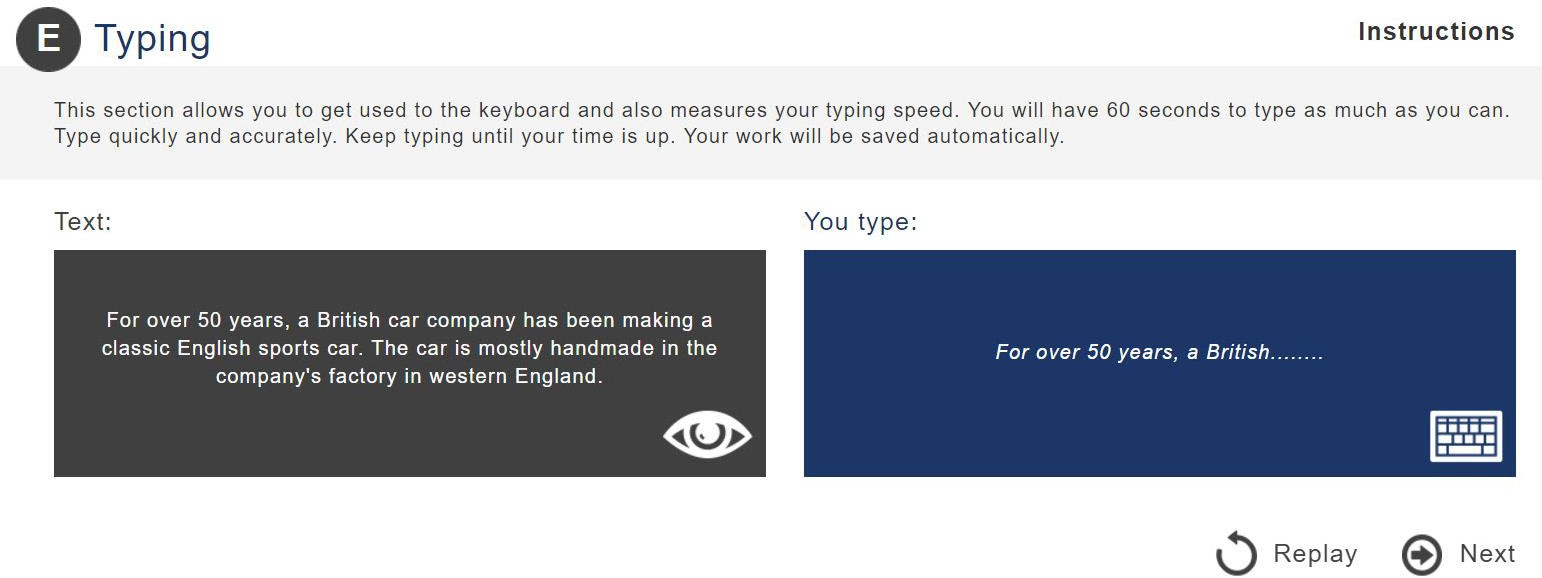 E Typing
Instructions
This section allows you to get used to the keyboard and also measures your typing speed. You will have 60 seconds to type as much as you can.
Type quickly and accurately. Keep typing until your time is up. Your work will be saved automatically.
Text:
For over 50 years, a British car company has been making a
classic English sports car. The car is mostly handmade in the
company's factory in western England.
You type:
For over 50 years, a British........
Replay
Next